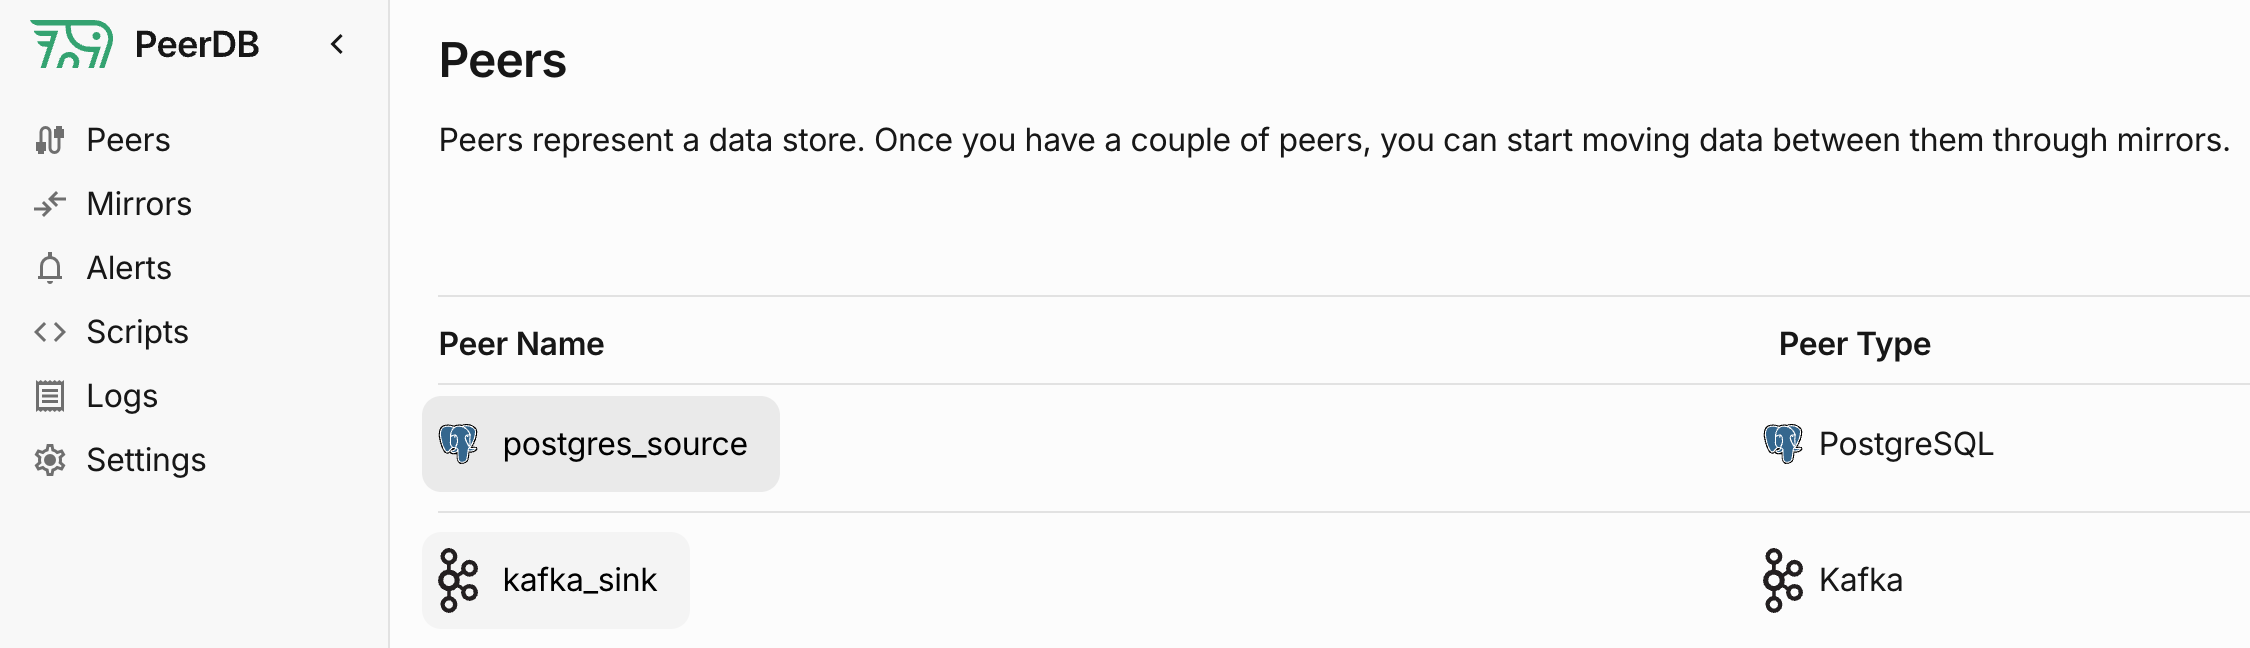 PeerDB
Peers
Mirrors
Alerts
Scripts
Logs
Settings
Peers
Peers represent a data store. Once you have a couple of peers, you can start moving data between them through mirrors.
Peer Name Peer Type
postgres_source PostgreSQL
kafka_sink Kafka